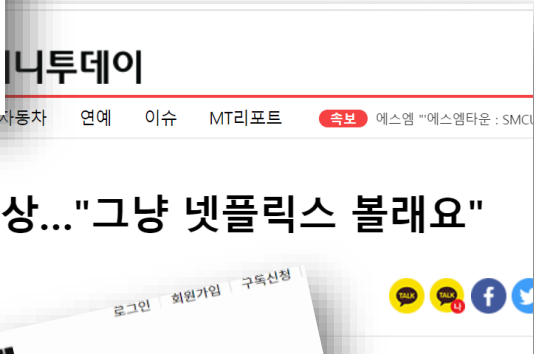 니투데이
자동차 연예 이슈 MT리포트 속보 에스엠 "'에스엠타운 : SMCU
상..."그냥 넷플릭스 볼래요"
로그인 회원가입 구독신청
TALK TALK 나